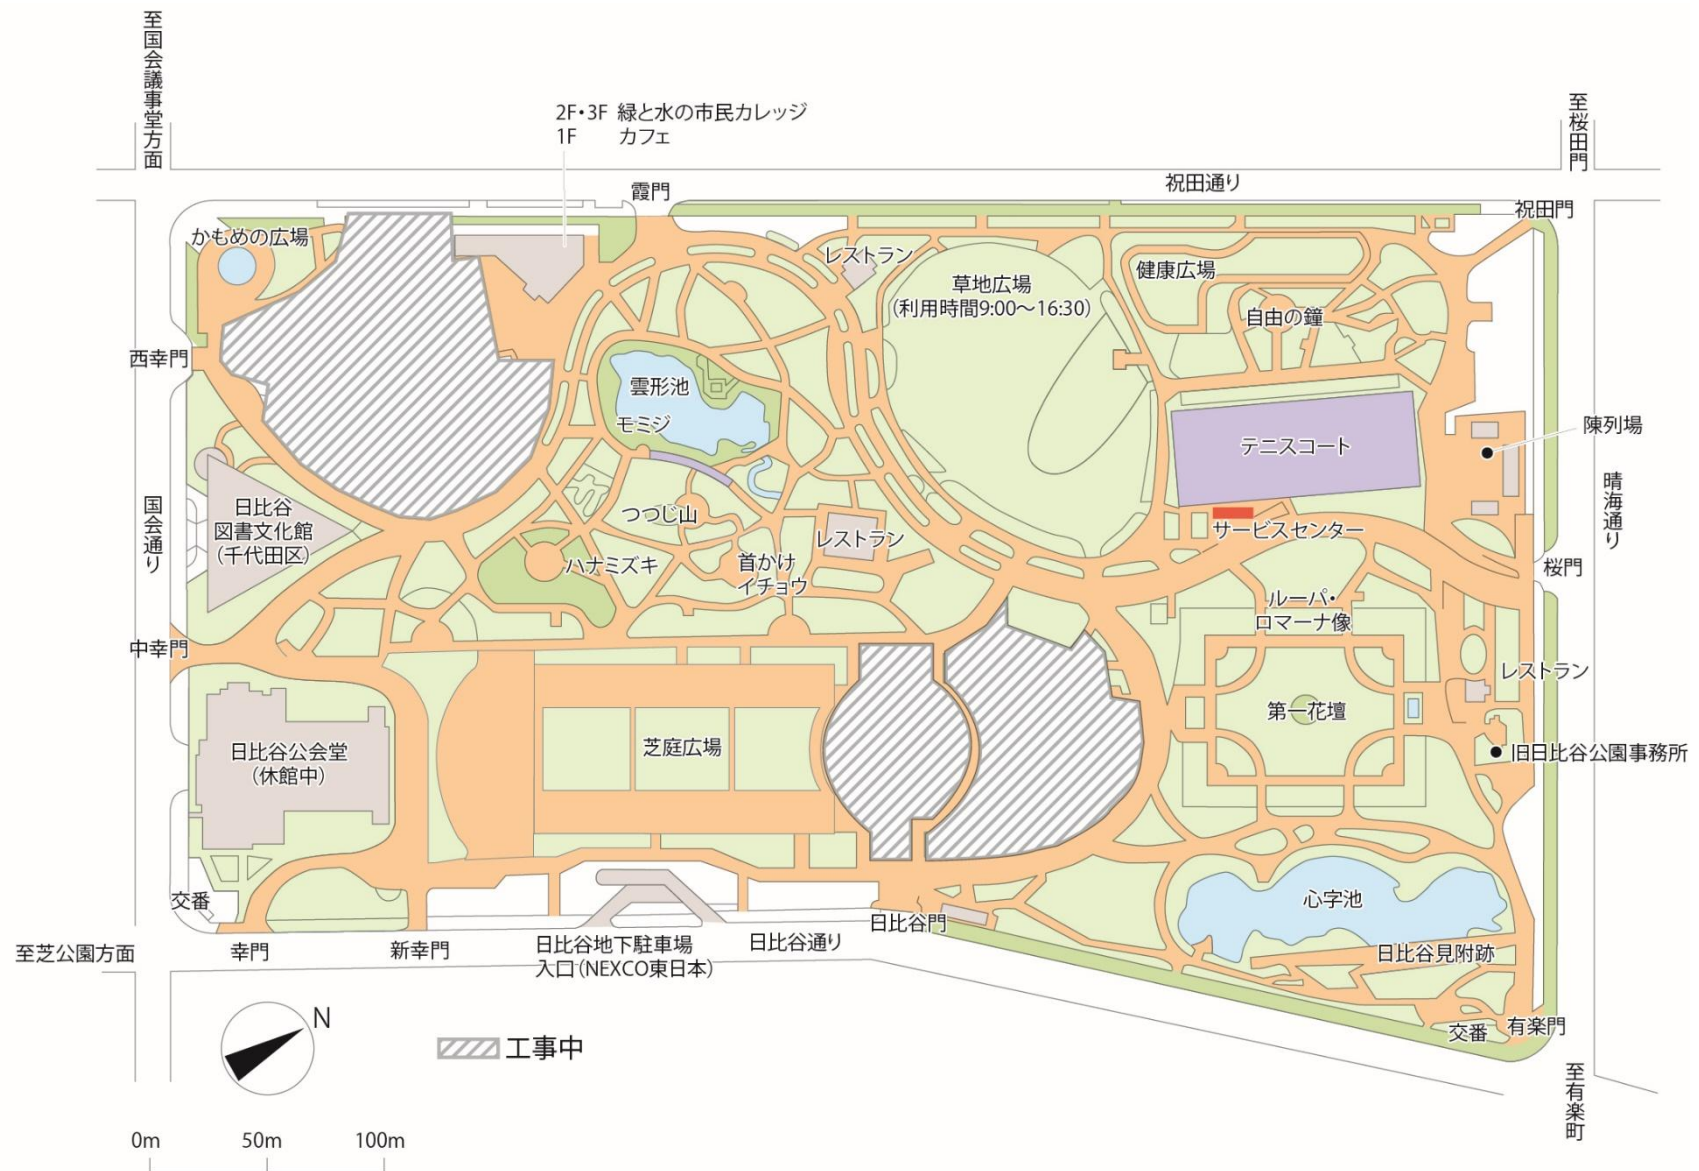 至国会議事堂方面
2F・3F 緑と水の市民カレッジ
1F カフェ
至桜田門
霞門
祝田通り
祝田門
かもめの広場
レストラン
草地広場
(利用時間9:00〜16:30)
健康広場
自由の鐘
西幸門
雲形池
モミジ
テニスコート
陳列場
国会通り
日比谷
図書文化館
(千代田区)
つつじ山
ハナミズキ
首かけ
イチョウ
レストラン
サービスセンター
晴海通り
桜門
ルーパ・
ロマーナ像
中幸門
レストラン
日比谷公会堂
(休館中)
芝庭広場
第一花壇
旧日比谷公園事務所
交番
心字池
至芝公園方面
幸門
新幸門
日比谷地下駐車場
入口(NEXCO東日本)
日比谷通り
日比谷門
日比谷見附跡
交番
有楽門
N
工事中
至有楽町
0m
50m
100m